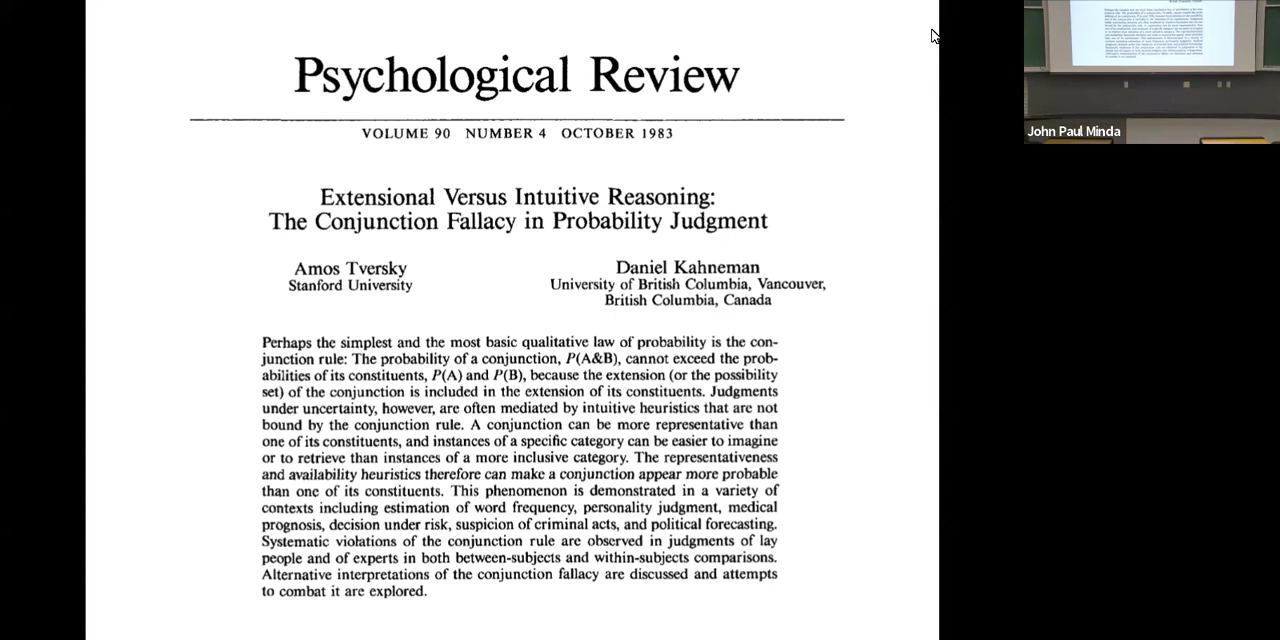 Psychological Review
VOLUME 90 NUMBER 4 OCTOBER 1983
Extensional Versus Intuitive Reasoning:
The Conjunction Fallacy in Probability Judgment
Amos Tversky
Stanford University
Daniel Kahneman
University of British Columbia, Vancouver,
British Columbia, Canada
Perhaps the simplest and the most basic qualitative law of probability is the con-
junction rule: The probability of a conjunction, P(A&B), cannot exceed the prob-
abilities of its constituents, P(A) and P(B), because the extension (or the possibility
set) of the conjunction is included in the extension of its constituents. Judgments
under uncertainty, however, are often mediated by intuitive heuristics that are not
bound by the conjunction rule. A conjunction can be more representative than
one of its constituents, and instances of a specific category can be easier to imagine
or to retrieve than instances of a more inclusive category. The representativeness
and availability heuristics therefore can make a conjunction appear more probable
than one of its constituents. This phenomenon is demonstrated in a variety of
contexts including estimation of word frequency, personality judgment, medical
prognosis, decision under risk, suspicion of criminal acts, and political forecasting.
Systematic violations of the conjunction rule are observed in judgments of lay
people and of experts in both between-subjects and within-subjects comparisons.
Alternative interpretations of the conjunction fallacy are discussed and attempts
to combat it are explored.
John Paul Minda